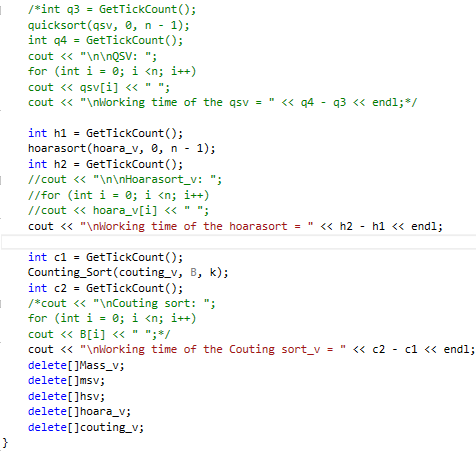 /*int q3 = GetTickCount();
quicksort(qsv, 0, n - 1);
int q4 = GetTickCount();
cout << "\n\nQSV: ";
for (int i = 0; i <n; i++)
cout << qsv[i] << " ";
cout << "\nWorking time of the qsv = " << q4 - q3 << endl;*/
int h1 = GetTickCount();
hoarasort(hoara_v, 0, n - 1);
int h2 = GetTickCount();
//cout << "\n\nHoarasort_v: ";
//for (int i = 0; i <n; i++)
//cout << hoara_v[i] << " ";
cout << "\nWorking time of the hoarasort = " << h2 - h1 << endl;
int c1 = GetTickCount();
Counting_Sort(couting_v, B, k);
int c2 = GetTickCount();
/*cout << "\nCouting sort: ";
for (int i = 0; i <n; i++)
cout << B[i] << " ";*/
cout << "\nWorking time of the Couting sort_v = " << c2 - c1 << endl;
delete[]Mass_v;
delete[]msv;
delete[]hsv;
delete[]hoara_v;
delete[]couting_v;
}